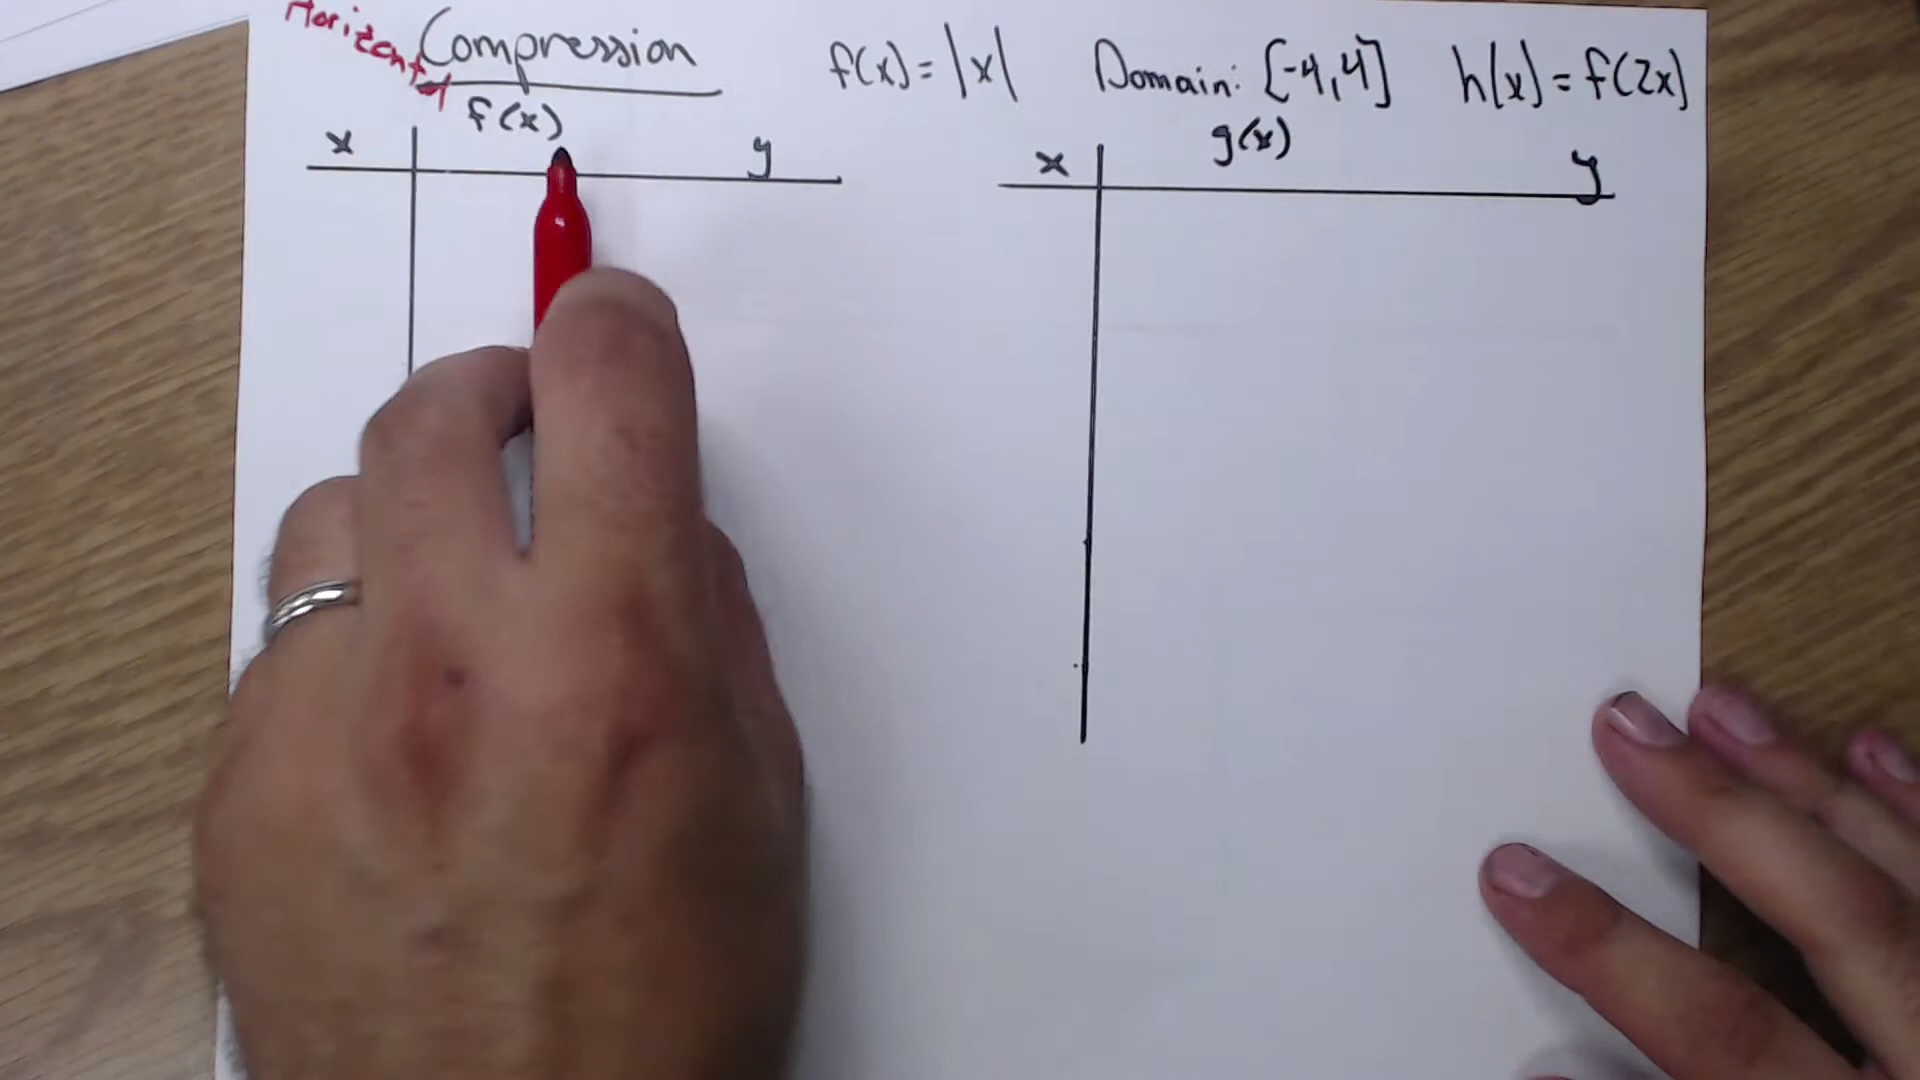 Horizontal
Compression f(x) = |x| Domain: [-4,4] h(x) = f(2x)
x f(x) y
x g(x) y